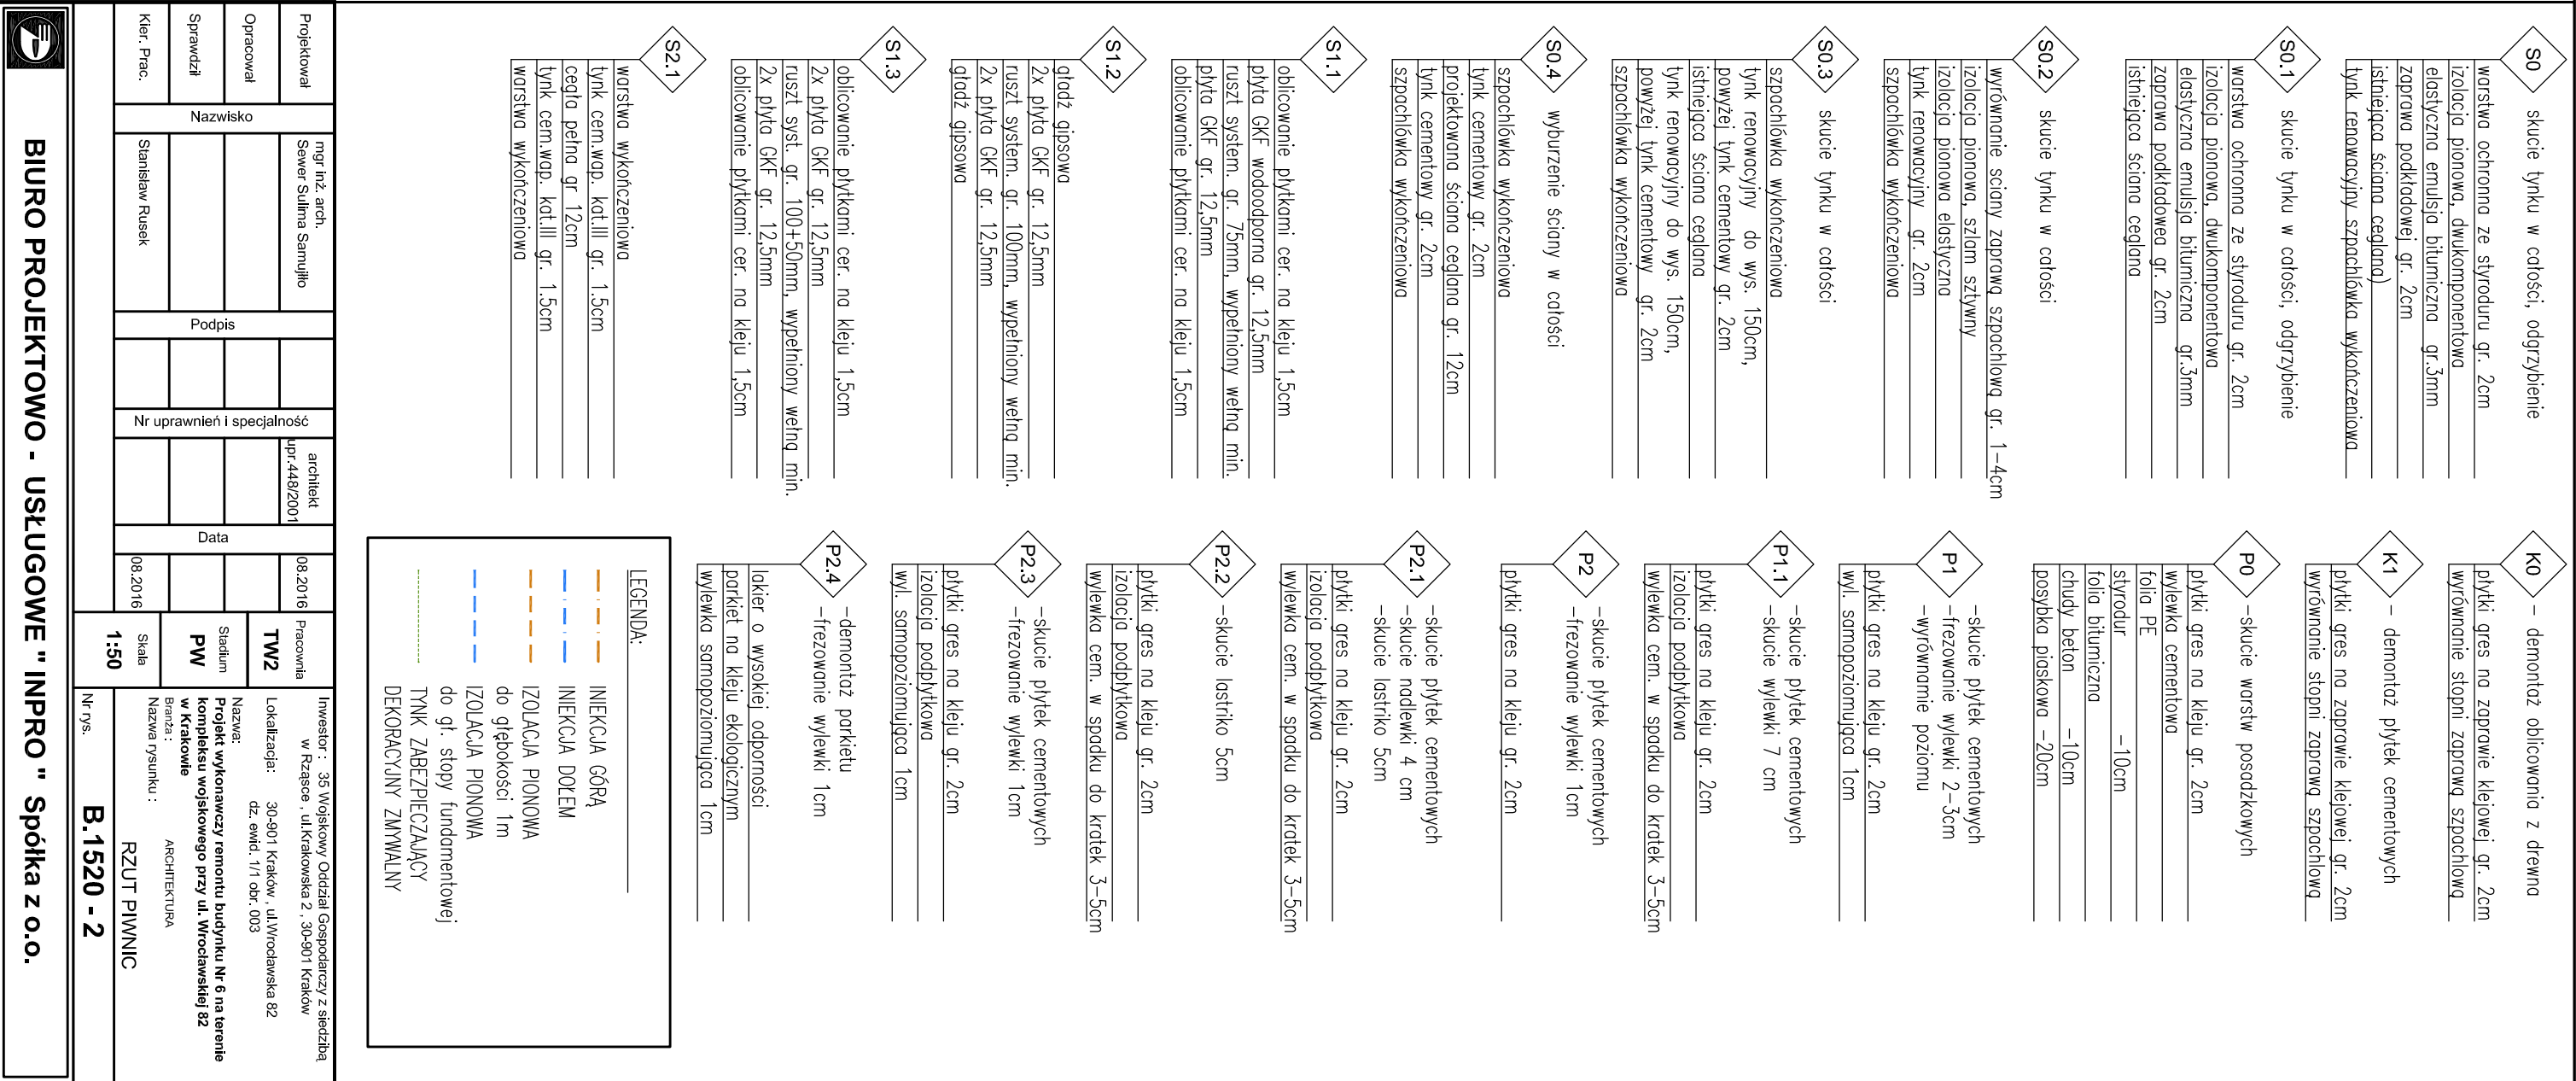 S0
skucie tynku w całości, odgrzybienie
warstwa ochronna ze styroduru gr. 2cm
izolacja pionowa, dwukomponentowa
elastyczna emulsja bitumiczna gr.3mm
zaprawa podkładowej gr. 2cm
istniejąca ściana ceglana)
tynk renowacyjny szpachlówka wykończeniowa
S0.1
skucie tynku w całości, odgrzybienie
warstwa ochronna ze styroduru gr. 2cm
izolacja pionowa, dwukomponentowa
elastyczna emulsja bitumiczna gr.3mm
zaprawa podkładowea gr. 2cm
istniejąca ściana ceglana
S0.2
skucie tynku w całości
wyrównanie sciany zaprawą szpachlową gr. 1-4cm
izolacja pionowa, szlam sztywny
izolacja pionowa elastyczna
tynk renowacyjny gr. 2cm
szpachlówka wykończeniowa
S0.3
skucie tynku w całości
szpachlówka wykończeniowa
tynk renowacyjny do wys. 150cm,
powyżej tynk cementowy gr. 2cm
istniejąca ściana ceglana
tynk renowacyjny do wys. 150cm,
powyżej tynk cementowy gr. 2cm
szpachlówka wykończeniowa
S0.4
wyburzenie ściany w całości
szpachlówka wykończeniowa
tynk cementowy gr. 2cm
projektowana ściana ceglana gr. 12cm
tynk cementowy gr. 2cm
szpachlówka wykończeniowa
S1.1
oblicowanie płytkami cer. na kleju 1,5cm
płyta GKF wodoodporna gr. 12,5mm
ruszt system. gr. 75mm, wypełniony wełną min.
płyta GKF gr. 12,5mm
oblicowanie płytkami cer. na kleju 1,5cm
S1.2
gładź gipsowa
2x płyta GKF gr. 12,5mm
ruszt system. gr. 100mm, wypełniony wełną min.
2x płyta GKF gr. 12,5mm
gładź gipsowa
S1.3
oblicowanie płytkami cer. na kleju 1,5cm
2x płyta GKF gr. 12,5mm
ruszt syst. gr. 100+50mm, wypełniony wełną min.
2x płyta GKF gr. 12,5mm
oblicowanie płytkami cer. na kleju 1,5cm
S2.1
warstwa wykończeniowa
tynk cem.wap. kat.III gr. 1.5cm
cegła pełna gr 12cm
tynk cem.wap. kat.III gr. 1.5cm
warstwa wykończeniowa
K0
- demontaż oblicowania z drewna
płytki gres na zaprawie klejowej gr. 2cm
wyrównanie stopni zaprawą szpachlową
K1
- demontaż płytek cementowych
płytki gres na zaprawie klejowej gr. 2cm
wyrównanie stopni zaprawą szpachlową
P0
-skucie warstw posadzkowych
płytki gres na kleju gr. 2cm
wylewka cementowa
folia PE
styrodur -10cm
folia bitumiczna
chudy beton -10cm
posybka piaskowa -20cm
P1
-skucie płytek cementowych
-frezowanie wylewki 2-3cm
-wyrównamie poziomu
płytki gres na kleju gr. 2cm
wyl. samopoziomująca 1cm
P1.1
-skucie płytek cementowych
-skucie wylewki 7 cm
płytki gres na kleju gr. 2cm
izolacja podpłytkowa
wylewka cem. w spadku do kratek 3-5cm
P2
-skucie płytek cementowych
-frezowanie wylewki 1cm
płytki gres na kleju gr. 2cm
P2.1
-skucie płytek cementowych
-skucie nadlewki 4 cm
-skucie lastriko 5cm
płytki gres na kleju gr. 2cm
izolacja podpłytkowa
wylewka cem. w spadku do kratek 3-5cm
P2.2
-skucie lastriko 5cm
płytki gres na kleju gr. 2cm
izolacja podpłytkowa
wylewka cem. w spadku do kratek 3-5cm
P2.3
-skucie płytek cementowych
-frezowanie wylewki 1cm
płytki gres na kleju gr. 2cm
izolacja podpłytkowa
wyl. samopoziomująca 1cm
P2.4
-demontaż parkietu
-frezowanie wylewki 1cm
lakier o wysokiej odporności
parkiet na kleju ekologicznym
wylewka samopoziomująca 1cm
LEGENDA:
INIEKCJA GÓRĄ
INIEKCJA DOŁEM
IZOLACJA PIONOWA
do głębokości 1m
IZOLACJA PIONOWA
do gł. stopy fundamentowej
TYNK ZABEZPIECZAJĄCY
DEKORACYJNY ZMYWALNY
Nazwisko
Podpis
Nr uprawnień i specjalność
Data
Projektował
mgr inż. arch.
Sewer Sulima Samujłło
architekt
upr.448/2001
08.2016
Opracował
Sprawdził
Kier. Prac.
Stanisław Rusek
08.2016
Pracownia
TW2
Stadium
PW
Skala
1:50
Inwestor : 35 Wojskowy Oddział Gospodarczy z siedzibą
w Rząsce , ul.Krakowska 2 , 30-901 Kraków
Lokalizacja: 30-901 Kraków , ul.Wrocławska 82
dz. ewid. 1/1 obr. 003
Nazwa:
Projekt wykonawczy remontu budynku Nr 6 na terenie
kompleksu wojskowego przy ul. Wrocławskiej 82
w Krakowie
Branża : ARCHITEKTURA
Nazwa rysunku :
RZUT PIWNIC
Nr rys.
B.1520 - 2
BIURO PROJEKTOWO - USŁUGOWE " INPRO " Spółka z o.o.